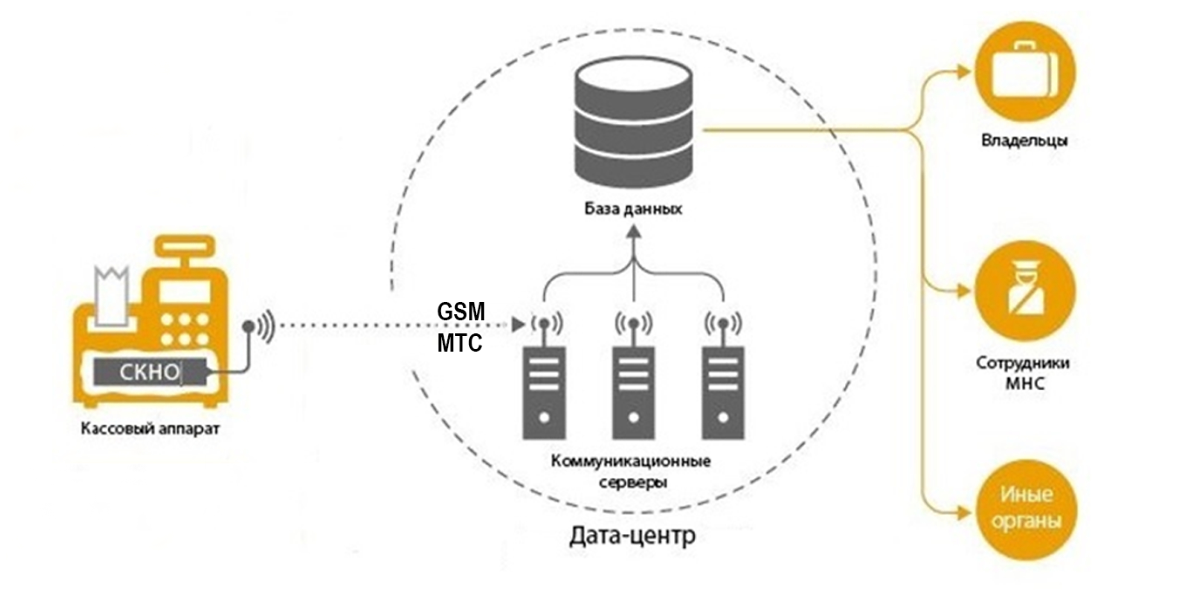 Владельцы
База данных
GSM
МТС
СКНО
Сотрудники
МНС
Кассовый аппарат
Коммуникационные
серверы
Иные
органы
Дата-центр